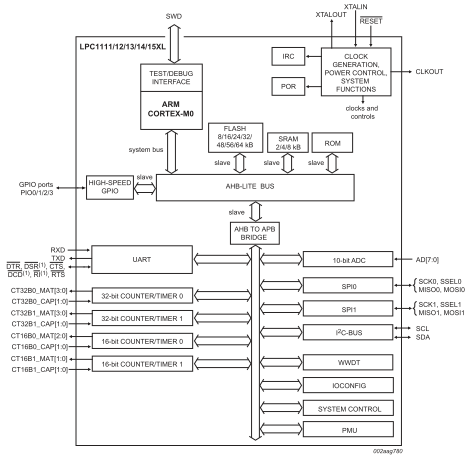 XTALIN
XTALOUT
RESET
SWD
LPC1111/12/13/14/15XL
IRC
POR
CLOCK
GENERATION,
POWER CONTROL,
SYSTEM
FUNCTIONS
CLKOUT
clocks and
controls
TEST/DEBUG
INTERFACE
ARM
CORTEX-M0
system bus
FLASH
8/16/24/32/
48/56/64 kB
slave
SRAM
2/4/8 kB
slave
ROM
slave
GPIO ports
PIO0/1/2/3
HIGH-SPEED
GPIO
slave
AHB-LITE BUS
slave
AHB TO APB
BRIDGE
RXD
TXD
DTR, DSR(1), CTS,
DCD(1), RI(1), RTS
UART
10-bit ADC
AD[7:0]
SPI0
SCK0, SSEL0
MISO0, MOSI0
CT32B0_MAT[3:0]
CT32B0_CAP[1:0]
32-bit COUNTER/TIMER 0
SPI1
SCK1, SSEL1
MISO1, MOSI1
CT32B1_MAT[3:0]
CT32B1_CAP[1:0]
32-bit COUNTER/TIMER 1
I2C-BUS
SCL
SDA
CT16B0_MAT[2:0]
CT16B0_CAP[1:0]
16-bit COUNTER/TIMER 0
CT16B1_MAT[1:0]
CT16B1_CAP[1:0]
16-bit COUNTER/TIMER 1
WWDT
IOCONFIG
SYSTEM CONTROL
PMU
002aag780